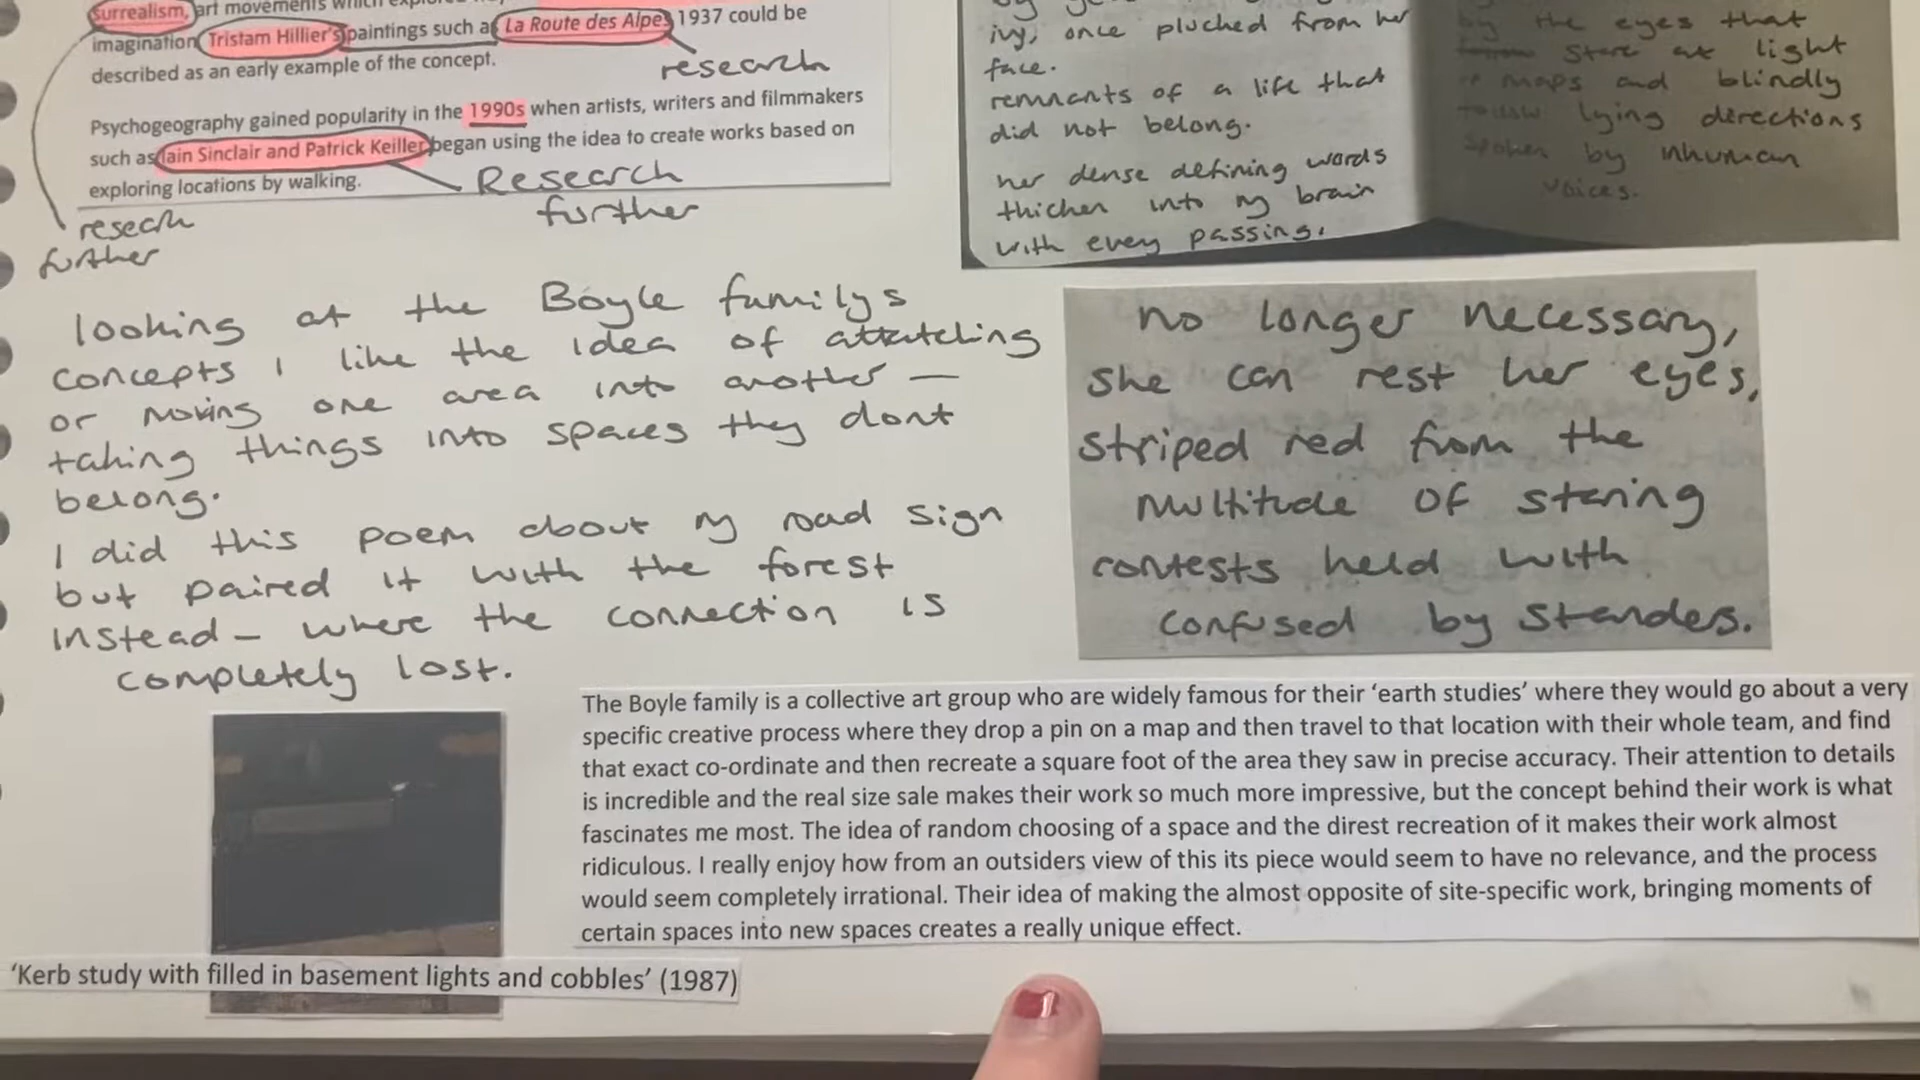 Surrealism, art movements which explored
imagination Tristam Hillier's paintings such as La Route des Alpes 1937 could be
described as an early example of the concept.
research
Psychogeography gained popularity in the 1990s when artists, writers and filmmakers
such as Iain Sinclair and Patrick Keiller began using the idea to create works based on
exploring locations by walking.
Research
further
reseach
further
ivy, once plucked from her
face.
remnants of a life that
did not belong.
her dense defining words
thicken into my brain
with every passing.
by the eyes that
stare at light
maps and blindly
lying directions
spoken by inhuman
voices.
looking at the Boyle familys
concepts I like the idea of attatching
or moving one area into another —
taking things into spaces they dont
belong.
I did this poem about my road sign
but paired it with the forest
instead - where the connection is
completely lost.
no longer necessary,
she can rest her eyes,
striped red from the
multitude of staring
contests held with
confused by standers.
The Boyle family is a collective art group who are widely famous for their 'earth studies' where they would go about a very
specific creative process where they drop a pin on a map and then travel to that location with their whole team, and find
that exact co-ordinate and then recreate a square foot of the area they saw in precise accuracy. Their attention to details
is incredible and the real size sale makes their work so much more impressive, but the concept behind their work is what
fascinates me most. The idea of random choosing of a space and the direst recreation of it makes their work almost
ridiculous. I really enjoy how from an outsiders view of this its piece would seem to have no relevance, and the process
would seem completely irrational. Their idea of making the almost opposite of site-specific work, bringing moments of
certain spaces into new spaces creates a really unique effect.
'Kerb study with filled in basement lights and cobbles' (1987)